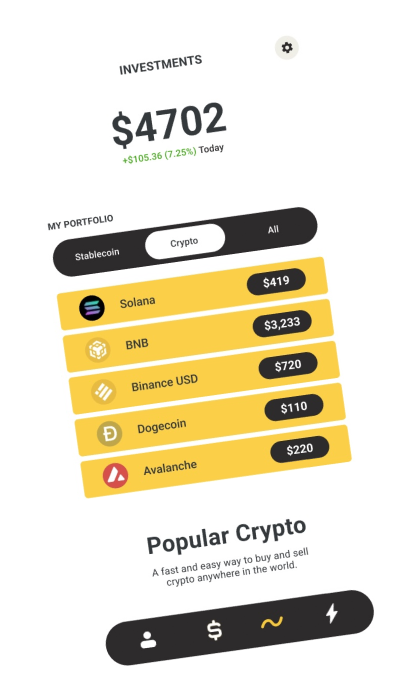 INVESTMENTS
$4702
+$105.36 (7.25%) Today
MY PORTFOLIO
Stablecoin Crypto All
Solana $419
BNB $3,233
Binance USD $720
Dogecoin $110
Avalanche $220
Popular Crypto
A fast and easy way to buy and sell
crypto anywhere in the world.